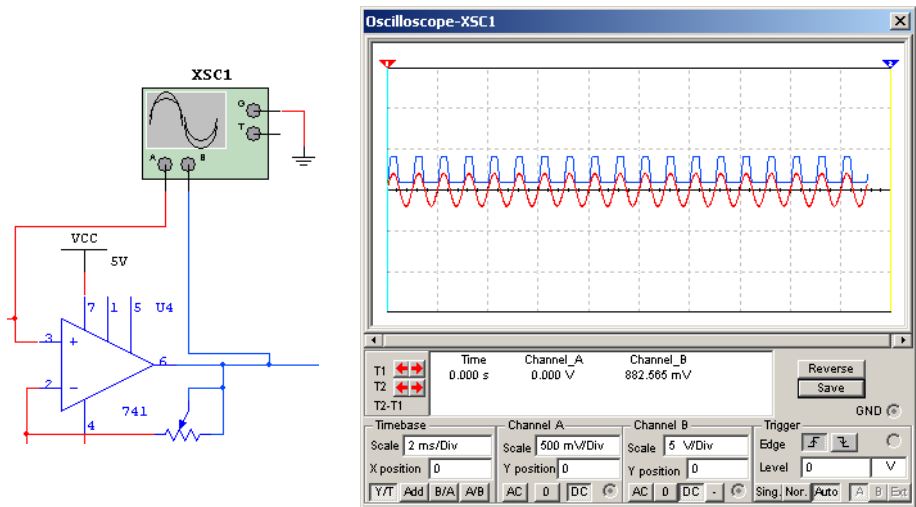 XSC1
G
T
A B
VCC
5V
7 1 5 U4
3 +
6
2 −
741
4
Oscilloscope-XSC1
1 2
Time Channel_A Channel_B
T1 0.000 s 0.000 V 882.565 mV
T2
T2-T1
Reverse
Save
GND
Timebase Channel A Channel B Trigger
Scale 2 ms/Div Scale 500 mV/Div Scale 5 V/Div Edge
X position 0 Y position 0 Y position 0 Level 0 V
Y/T Add B/A A/B AC 0 DC AC 0 DC - Sing. Nor. Auto A B Ext